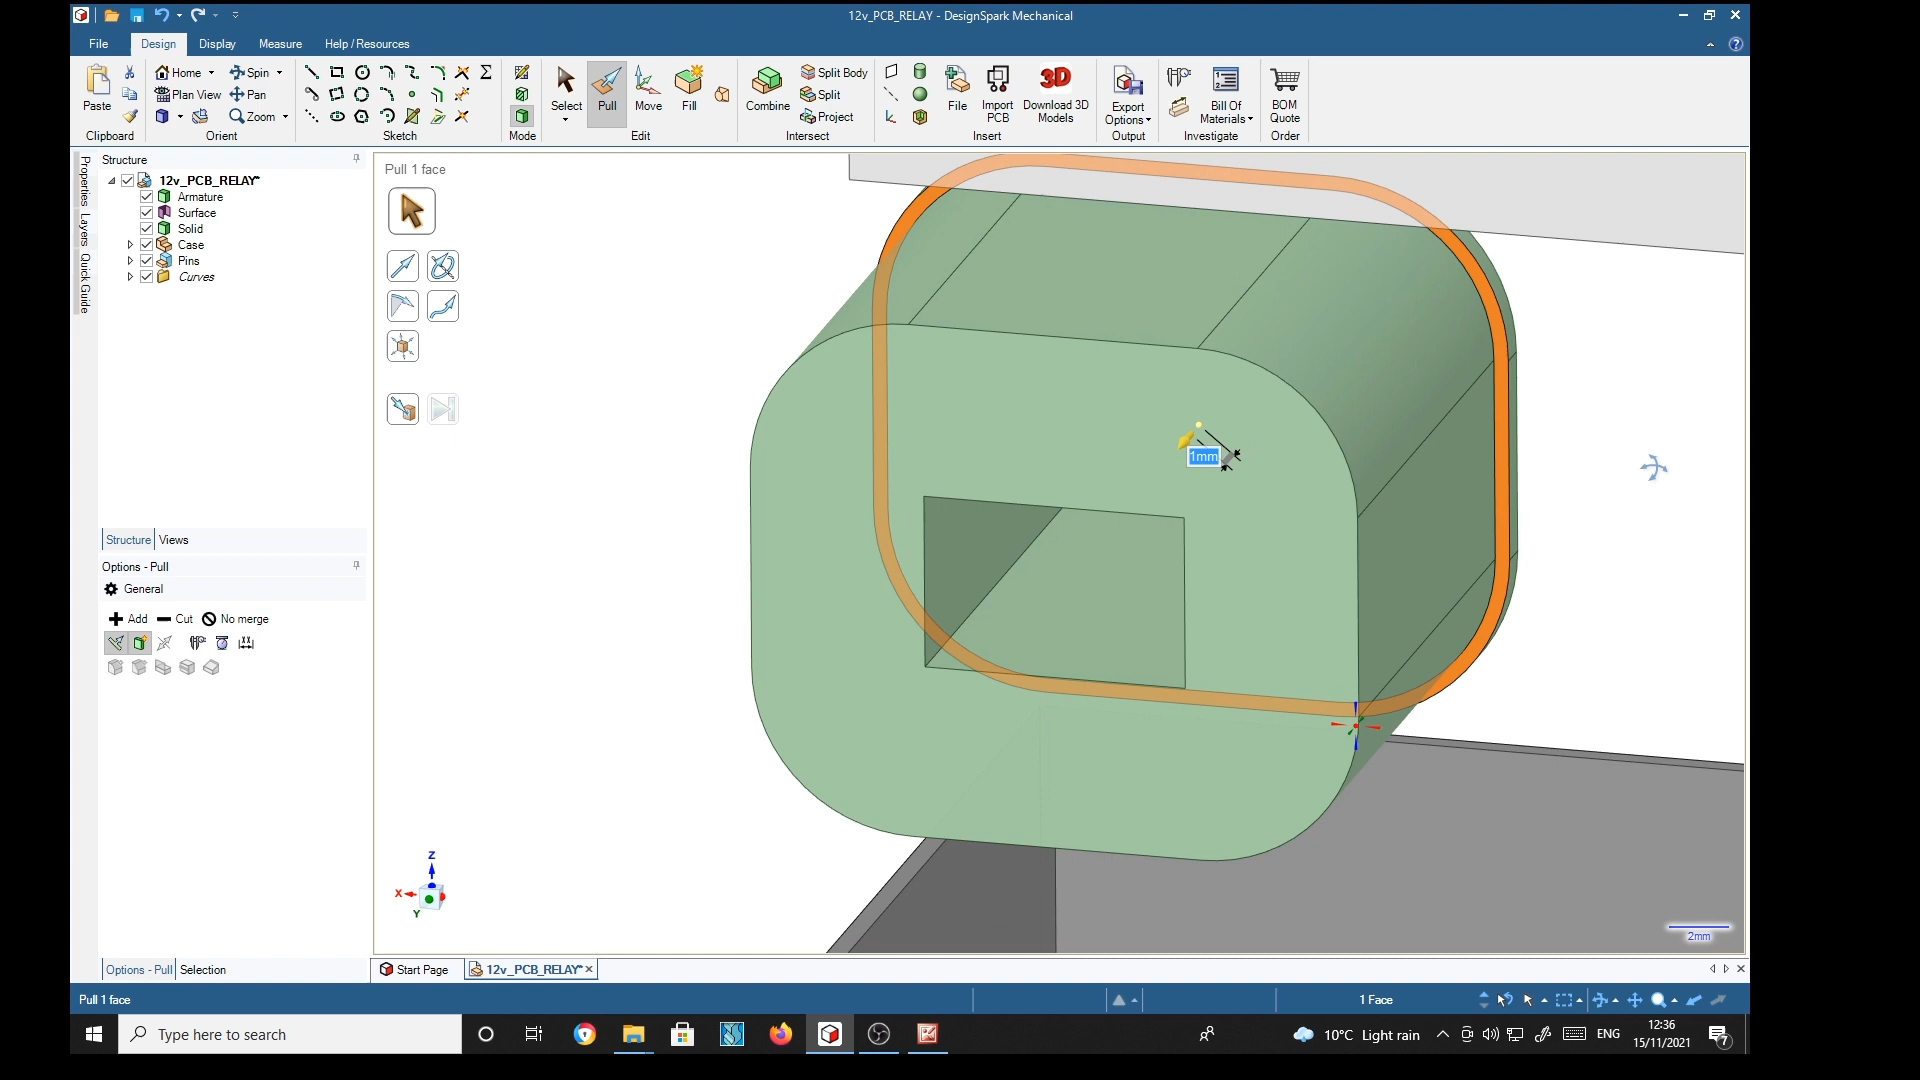 12v_PCB_RELAY - DesignSpark Mechanical
File Design Display Measure Help / Resources
Paste
Clipboard
Home Spin
Plan View Pan
Zoom
Orient
Sketch
Mode
Select Pull Move Fill
Edit
Combine Split Body
Split
Project
Intersect
File Import PCB Download 3D Models
3D
Insert
Export Options
Output
Bill Of Materials
Investigate
BOM Quote
Order
Properties Layers Quick Guide
Structure
12v_PCB_RELAY*
Armature
Surface
Solid
Case
Pins
Curves
Structure Views
Options - Pull
General
Add Cut No merge
Options - Pull Selection
Pull 1 face
1mm
Z
X
Y
2mm
Start Page 12v_PCB_RELAY*
Pull 1 face 1 Face
Type here to search
10°C Light rain ENG
12:36
15/11/2021
7